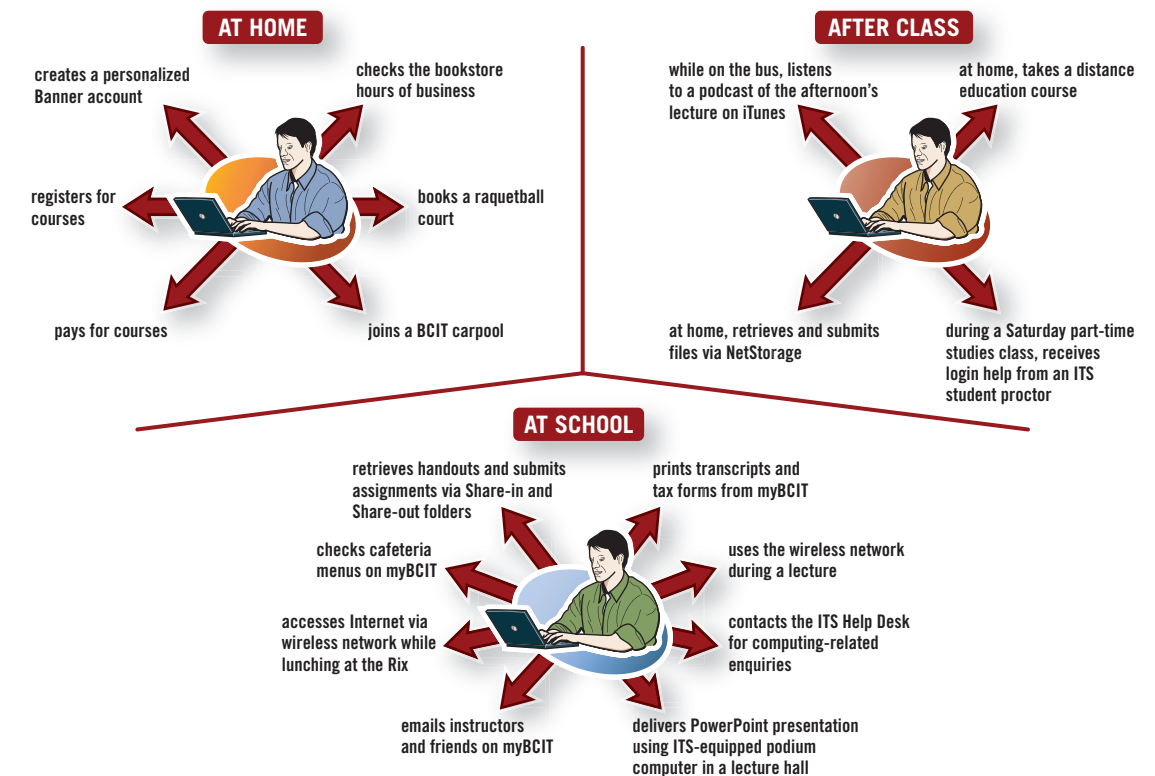 AT HOME
creates a personalized
Banner account
checks the bookstore
hours of business
registers for
courses
books a raquetball
court
pays for courses
joins a BCIT carpool
AFTER CLASS
while on the bus, listens
to a podcast of the afternoon's
lecture on iTunes
at home, takes a distance
education course
at home, retrieves and submits
files via NetStorage
during a Saturday part-time
studies class, receives
login help from an ITS
student proctor
AT SCHOOL
retrieves handouts and submits
assignments via Share-in and
Share-out folders
prints transcripts and
tax forms from myBCIT
checks cafeteria
menus on myBCIT
uses the wireless network
during a lecture
accesses Internet via
wireless network while
lunching at the Rix
contacts the ITS Help Desk
for computing-related
enquiries
emails instructors
and friends on myBCIT
delivers PowerPoint presentation
using ITS-equipped podium
computer in a lecture hall